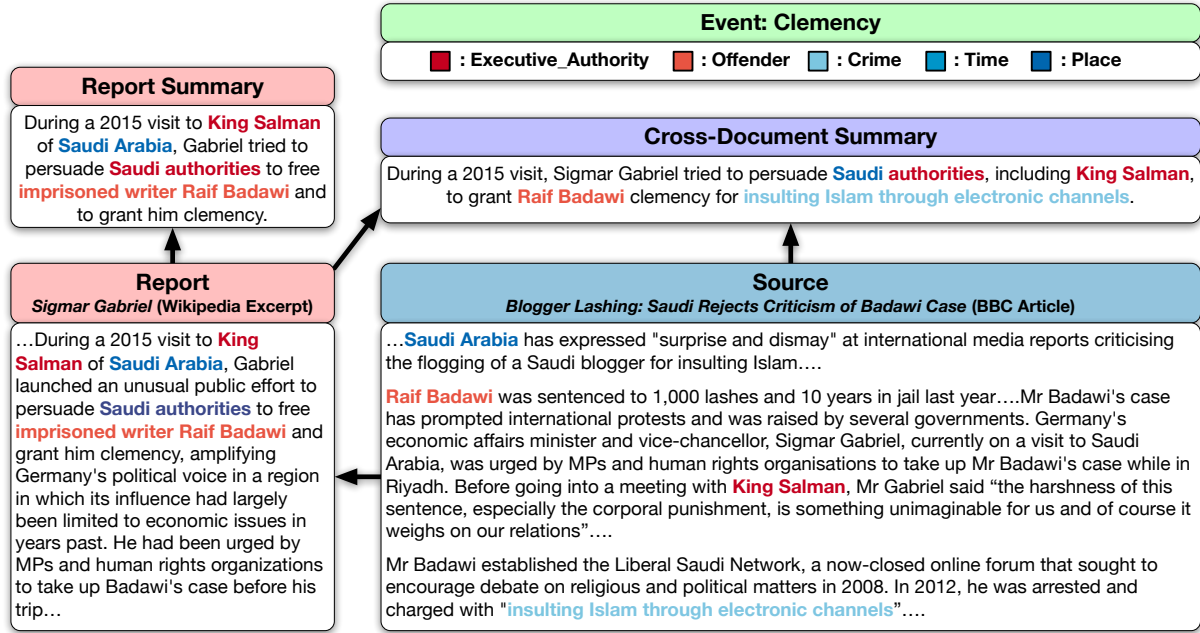 Event: Clemency
: Executive_Authority : Offender : Crime : Time : Place
Report Summary
During a 2015 visit to King Salman
of Saudi Arabia, Gabriel tried to
persuade Saudi authorities to free
imprisoned writer Raif Badawi and
to grant him clemency.
Cross-Document Summary
During a 2015 visit, Sigmar Gabriel tried to persuade Saudi authorities, including King Salman,
to grant Raif Badawi clemency for insulting Islam through electronic channels.
Report
Sigmar Gabriel (Wikipedia Excerpt)
…During a 2015 visit to King
Salman of Saudi Arabia, Gabriel
launched an unusual public effort to
persuade Saudi authorities to free
imprisoned writer Raif Badawi and
grant him clemency, amplifying
Germany's political voice in a region
in which its influence had largely
been limited to economic issues in
years past. He had been urged by
MPs and human rights organizations
to take up Badawi's case before his
trip…
Source
Blogger Lashing: Saudi Rejects Criticism of Badawi Case (BBC Article)
…Saudi Arabia has expressed "surprise and dismay" at international media reports criticising
the flogging of a Saudi blogger for insulting Islam….
Raif Badawi was sentenced to 1,000 lashes and 10 years in jail last year….Mr Badawi's case
has prompted international protests and was raised by several governments. Germany's
economic affairs minister and vice-chancellor, Sigmar Gabriel, currently on a visit to Saudi
Arabia, was urged by MPs and human rights organisations to take up Mr Badawi's case while in
Riyadh. Before going into a meeting with King Salman, Mr Gabriel said “the harshness of this
sentence, especially the corporal punishment, is something unimaginable for us and of course it
weighs on our relations”….
Mr Badawi established the Liberal Saudi Network, a now-closed online forum that sought to
encourage debate on religious and political matters in 2008. In 2012, he was arrested and
charged with "insulting Islam through electronic channels”….